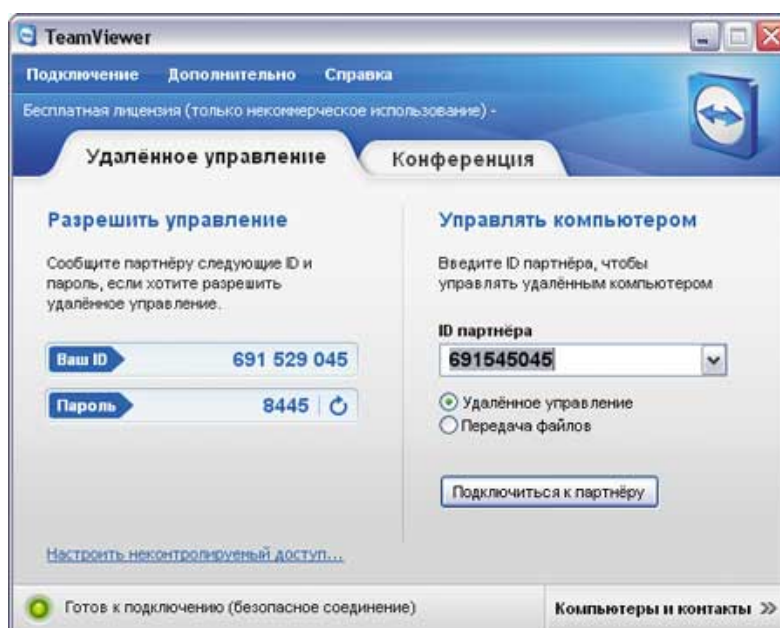 TeamViewer
Подключение Дополнительно Справка
Бесплатная лицензия (только некоммерческое использование) -
Удалённое управление
Конференция
Разрешить управление
Сообщите партнёру следующие ID и
пароль, если хотите разрешить
удалённое управление.
Ваш ID 691 529 045
Пароль 8445
Настроить неконтролируемый доступ...
Управлять компьютером
Введите ID партнёра, чтобы
управлять удалённым компьютером
ID партнёра
691545045
Удалённое управление
Передача файлов
Подключиться к партнёру
Готов к подключению (безопасное соединение)
Компьютеры и контакты >>